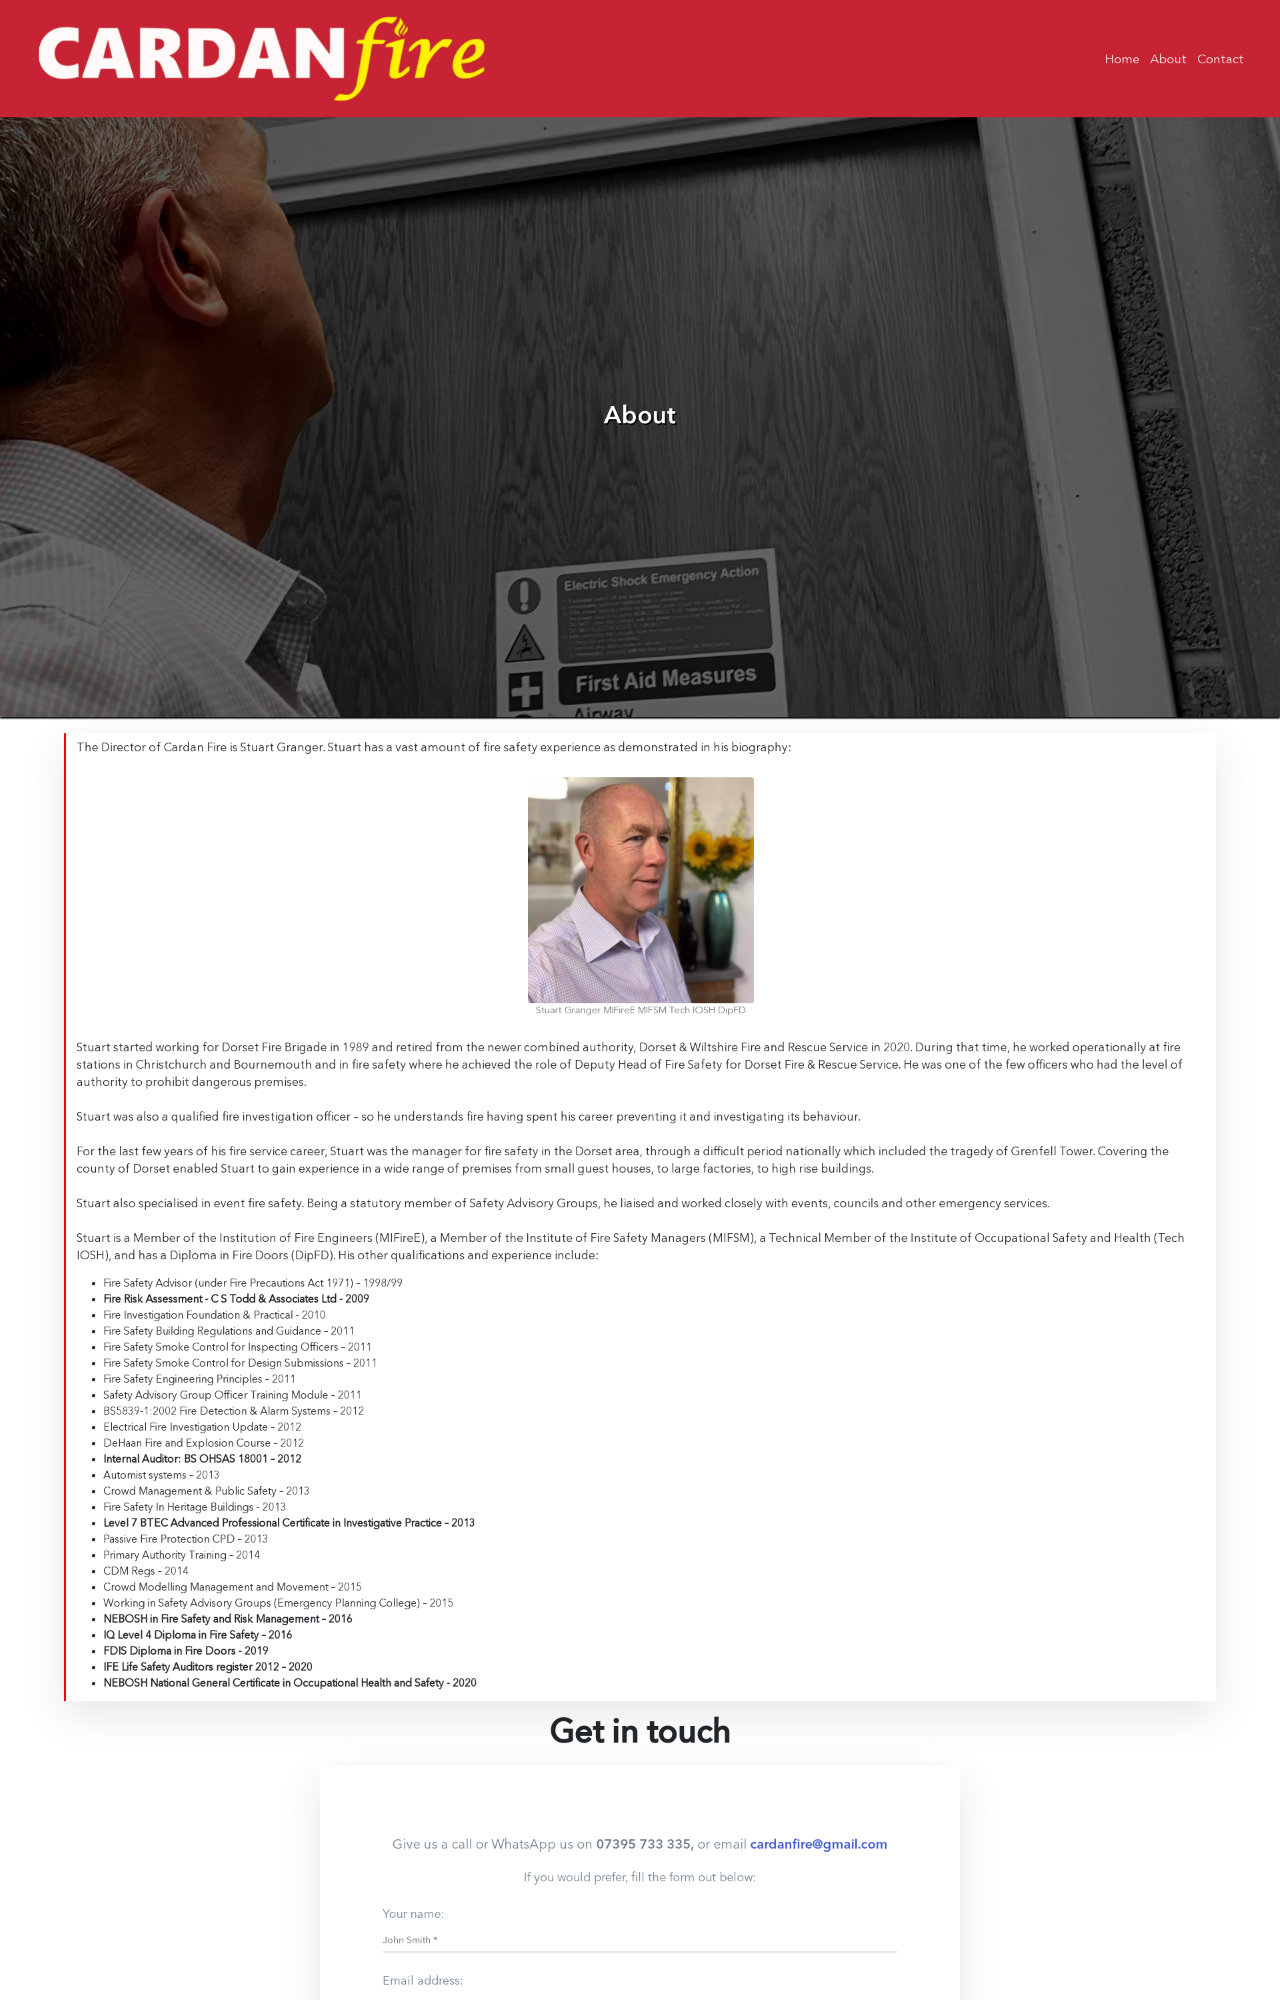 CARDANfire
Home About Contact
About
Electric Shock Emergency Action
First Aid Measures
Airway
The Director of Cardan Fire is Stuart Granger. Stuart has a vast amount of fire safety experience as demonstrated in his biography:
Stuart Granger MIFireE MIFSM Tech IOSH DipFD
Stuart started working for Dorset Fire Brigade in 1989 and retired from the newer combined authority, Dorset & Wiltshire Fire and Rescue Service in 2020. During that time, he worked operationally at fire
stations in Christchurch and Bournemouth and in fire safety where he achieved the role of Deputy Head of Fire Safety for Dorset Fire & Rescue Service. He was one of the few officers who had the level of
authority to prohibit dangerous premises.
Stuart was also a qualified fire investigation officer – so he understands fire having spent his career preventing it and investigating its behaviour.
For the last few years of his fire service career, Stuart was the manager for fire safety in the Dorset area, through a difficult period nationally which included the tragedy of Grenfell Tower. Covering the
county of Dorset enabled Stuart to gain experience in a wide range of premises from small guest houses, to large factories, to high rise buildings.
Stuart also specialised in event fire safety. Being a statutory member of Safety Advisory Groups, he liaised and worked closely with events, councils and other emergency services.
Stuart is a Member of the Institution of Fire Engineers (MIFireE), a Member of the Institute of Fire Safety Managers (MIFSM), a Technical Member of the Institute of Occupational Safety and Health (Tech
IOSH), and has a Diploma in Fire Doors (DipFD). His other qualifications and experience include:
• Fire Safety Advisor (under Fire Precautions Act 1971) – 1998/99
• Fire Risk Assessment - C S Todd & Associates Ltd - 2009
• Fire Investigation Foundation & Practical - 2010
• Fire Safety Building Regulations and Guidance – 2011
• Fire Safety Smoke Control for Inspecting Officers – 2011
• Fire Safety Smoke Control for Design Submissions – 2011
• Fire Safety Engineering Principles – 2011
• Safety Advisory Group Officer Training Module – 2011
• BS5839-1:2002 Fire Detection & Alarm Systems – 2012
• Electrical Fire Investigation Update – 2012
• DeHaan Fire and Explosion Course – 2012
• Internal Auditor: BS OHSAS 18001 – 2012
• Automist systems – 2013
• Crowd Management & Public Safety – 2013
• Fire Safety In Heritage Buildings - 2013
• Level 7 BTEC Advanced Professional Certificate in Investigative Practice – 2013
• Passive Fire Protection CPD – 2013
• Primary Authority Training – 2014
• CDM Regs – 2014
• Crowd Modelling Management and Movement – 2015
• Working in Safety Advisory Groups (Emergency Planning College) – 2015
• NEBOSH in Fire Safety and Risk Management – 2016
• IQ Level 4 Diploma in Fire Safety – 2016
• FDIS Diploma in Fire Doors - 2019
• IFE Life Safety Auditors register 2012 – 2020
• NEBOSH National General Certificate in Occupational Health and Safety - 2020
Get in touch
Give us a call or WhatsApp us on 07395 733 335, or email cardanfire@gmail.com
If you would prefer, fill the form out below:
Your name:
John Smith *
Email address: